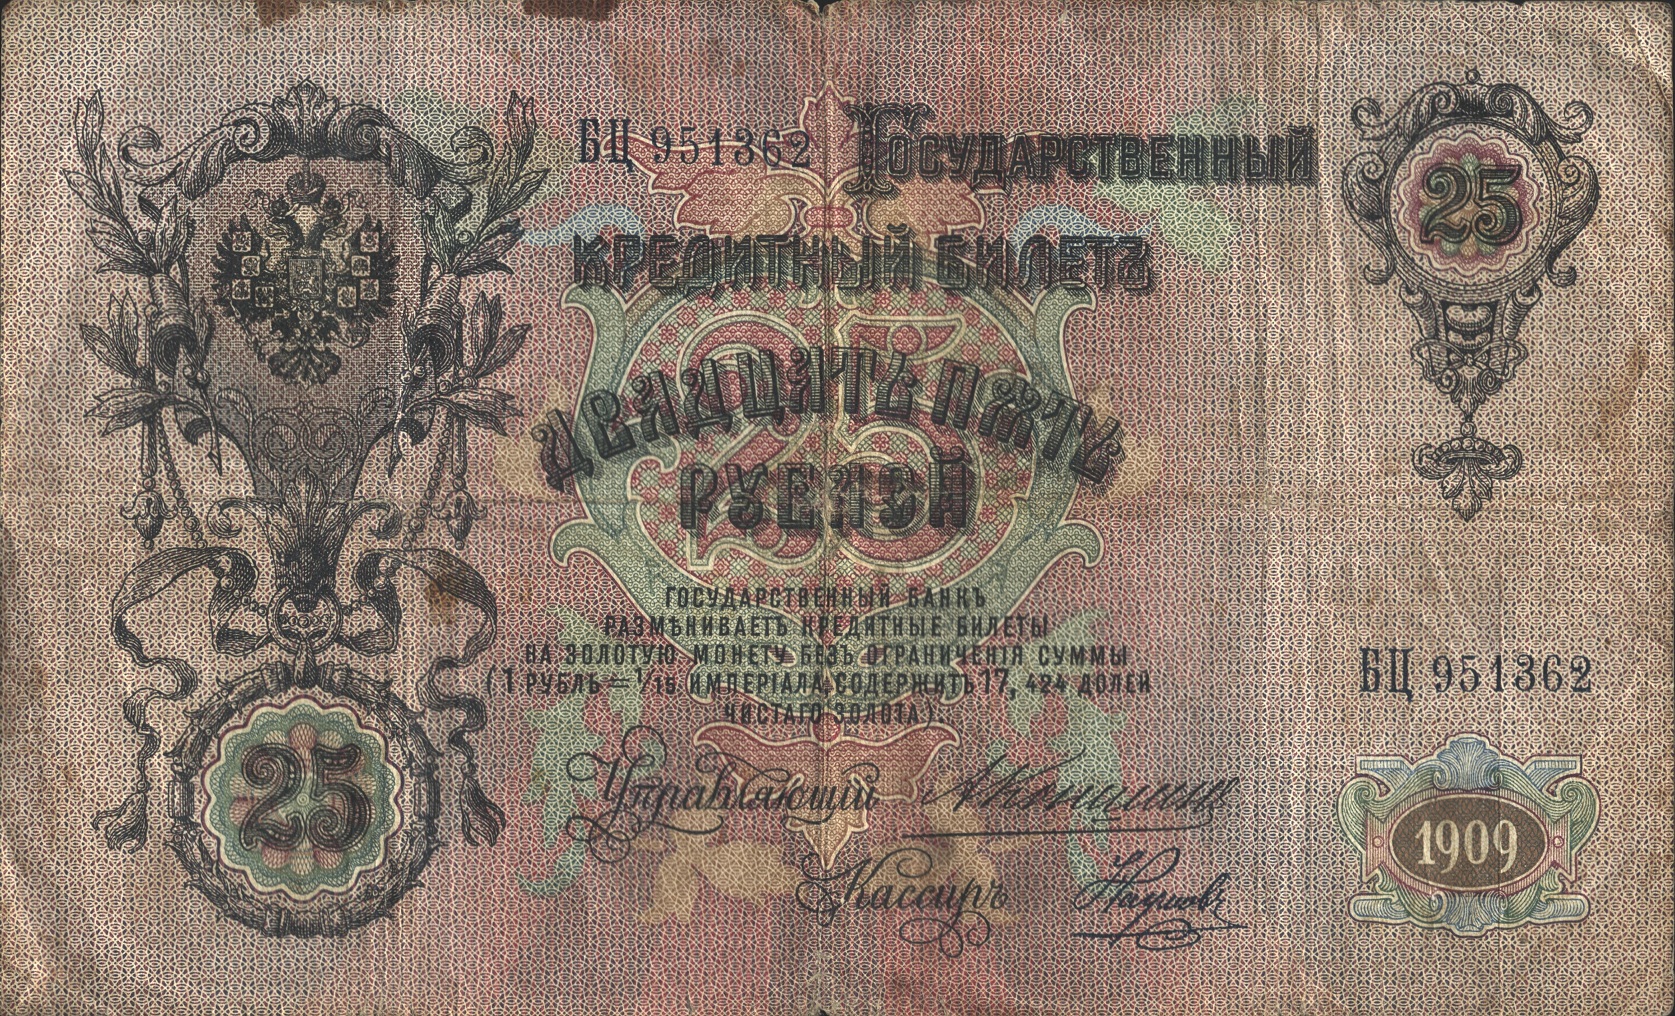 БЦ 951362 Государственный
25
кредитный билетъ
25
двадцать пять
рублей
государственный банкъ
размѣниваетъ кредитные билеты
на золотую монету безъ ограниченія суммы
(1 рубль = 1/15 имперіала, содержитъ 17,424 долей
чистаго золота).
БЦ 951362
25
Управляющій
Кассиръ
1909